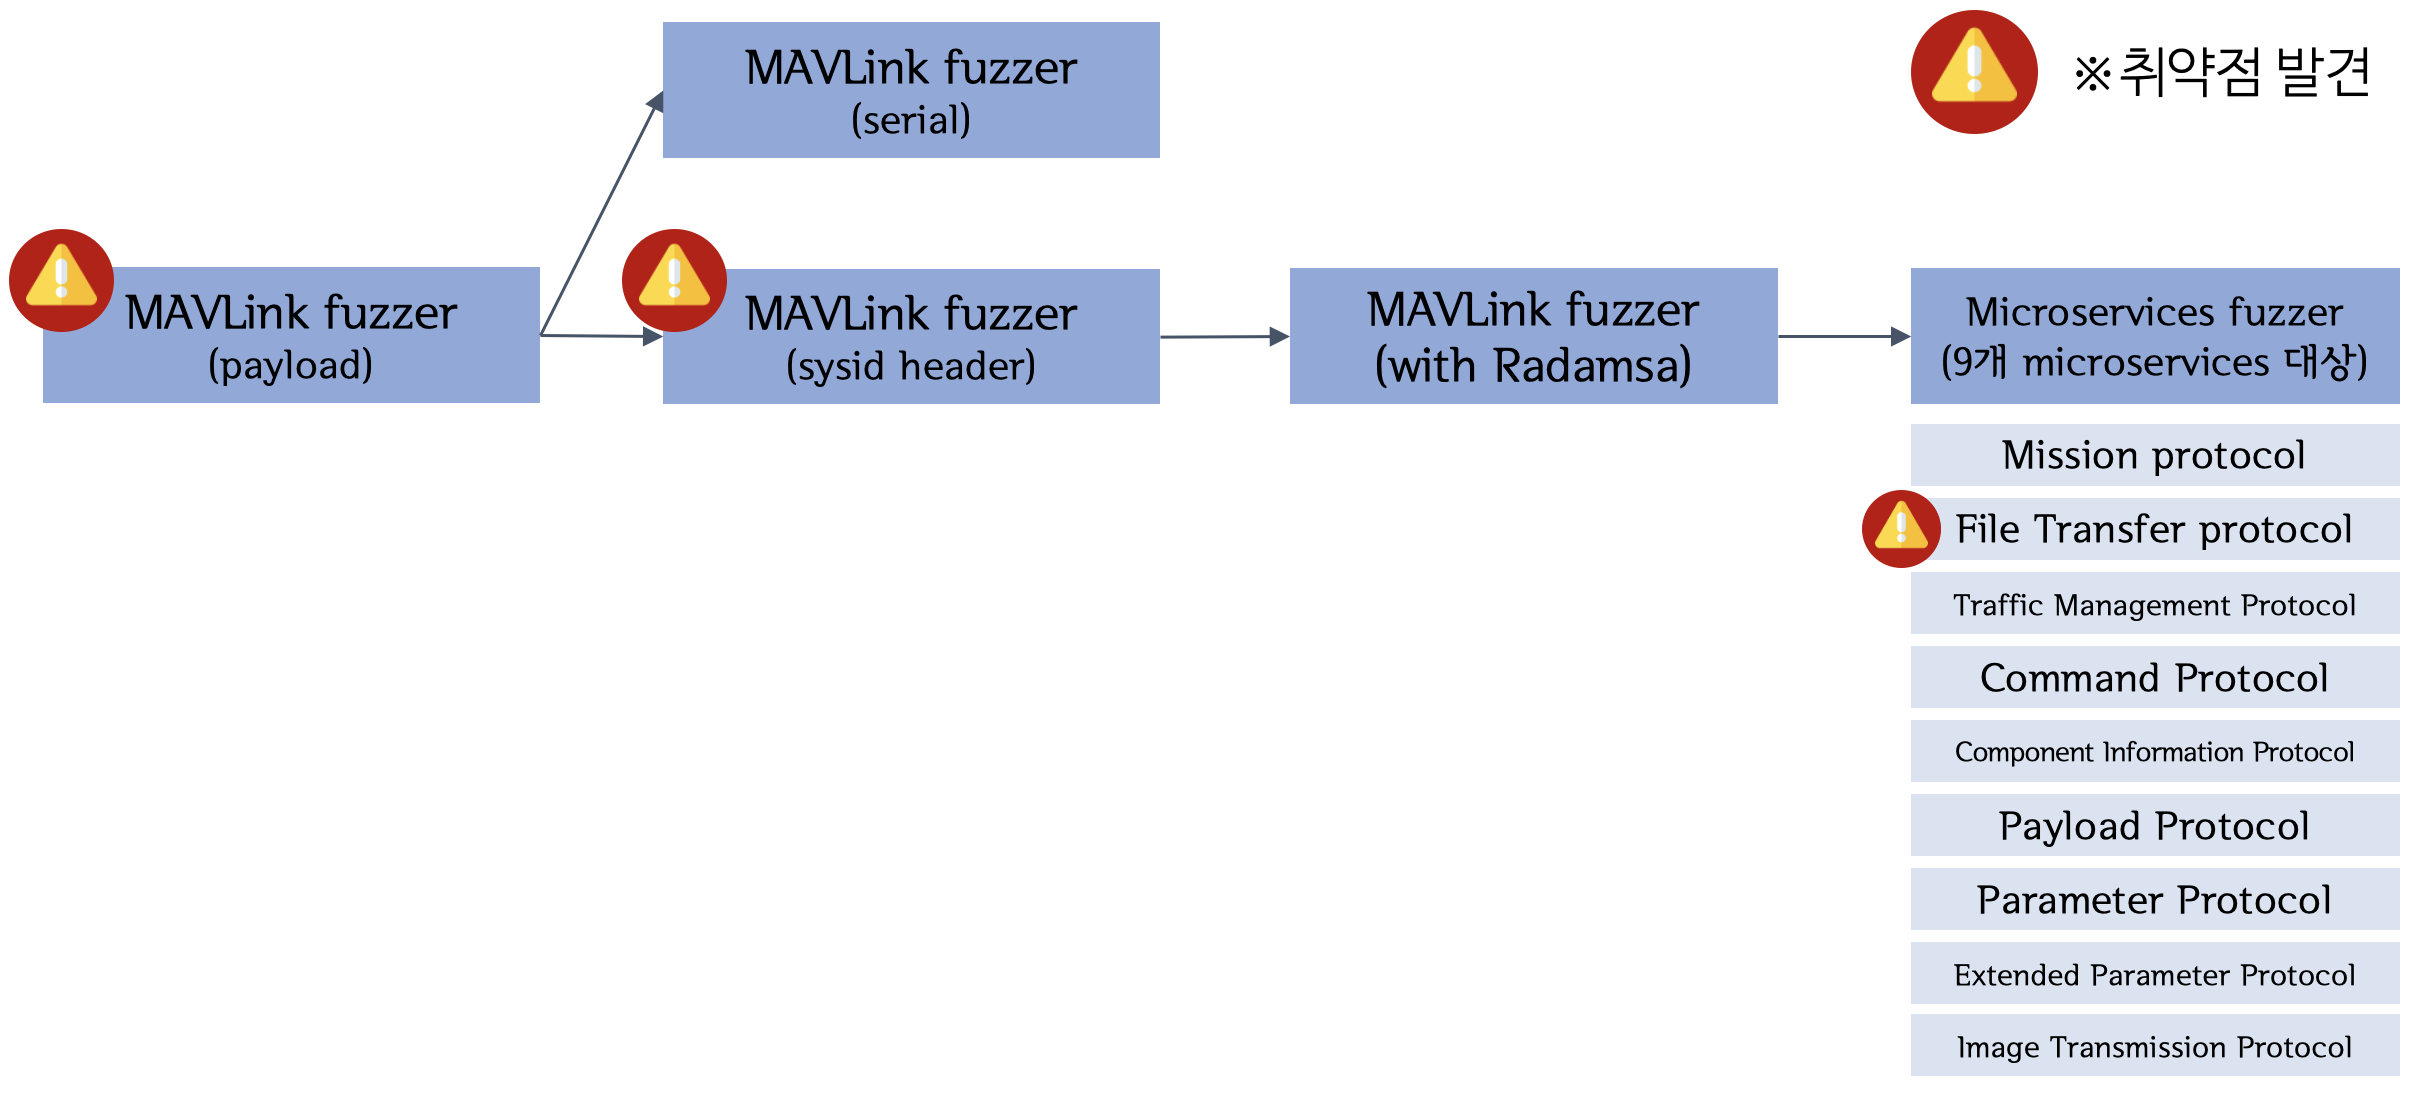 MAVLink fuzzer
(serial)
※ 취약점 발견
MAVLink fuzzer
(payload)
MAVLink fuzzer
(sysid header)
MAVLink fuzzer
(with Radamsa)
Microservices fuzzer
(9개 microservices 대상)
Mission protocol
File Transfer protocol
Traffic Management Protocol
Command Protocol
Component Information Protocol
Payload Protocol
Parameter Protocol
Extended Parameter Protocol
Image Transmission Protocol